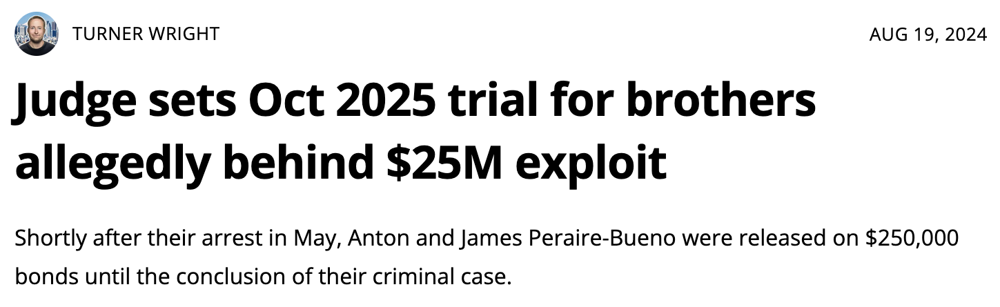 TURNER WRIGHT
AUG 19, 2024
Judge sets Oct 2025 trial for brothers
allegedly behind $25M exploit
Shortly after their arrest in May, Anton and James Peraire-Bueno were released on $250,000
bonds until the conclusion of their criminal case.